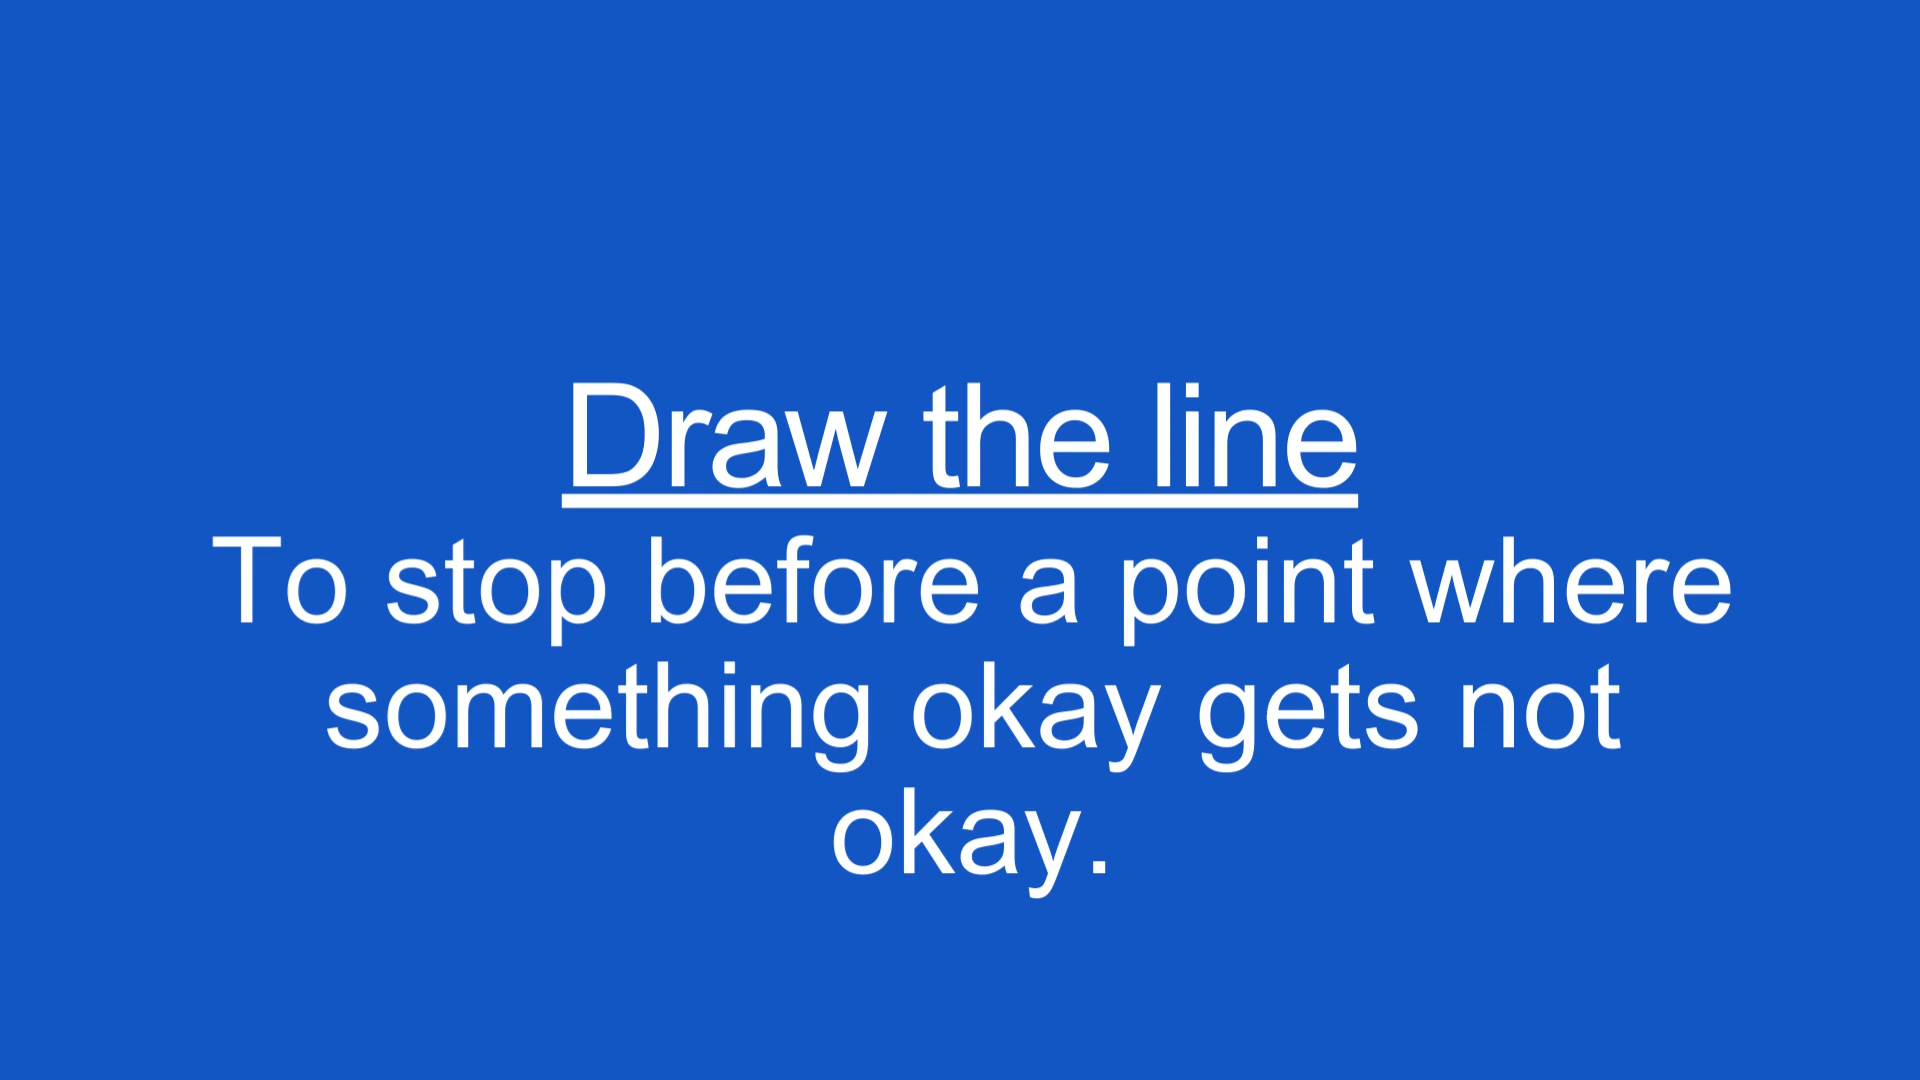 Draw the line
To stop before a point where
something okay gets not
okay.